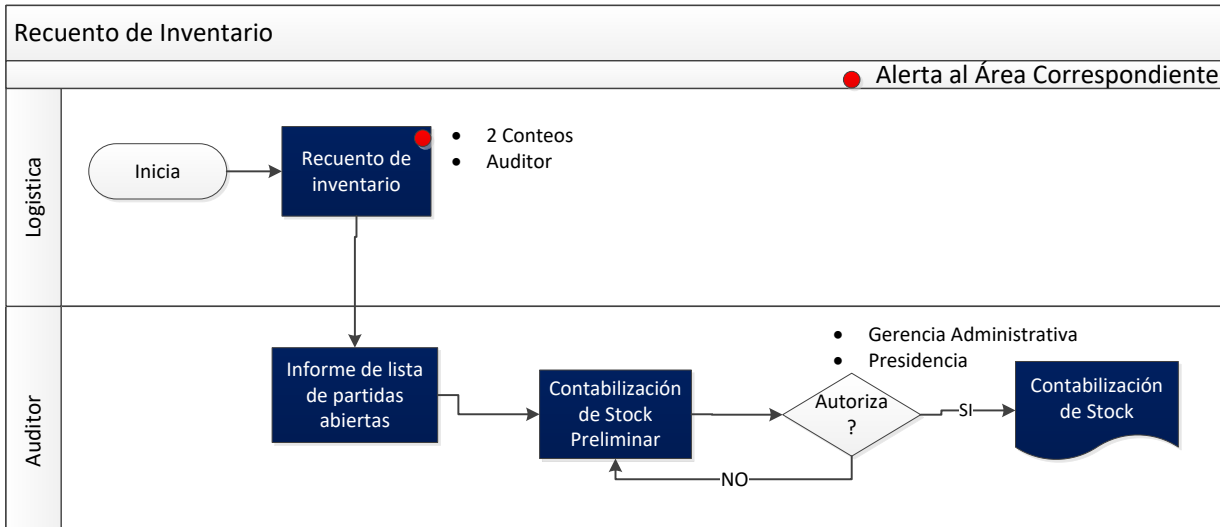 Recuento de Inventario
Alerta al Área Correspondiente
Logistica
Inicia
Recuento de
inventario
• 2 Conteos
• Auditor
Auditor
Informe de lista
de partidas
abiertas
Contabilización
de Stock
Preliminar
• Gerencia Administrativa
• Presidencia
Autoriza
?
SI
NO
Contabilización
de Stock